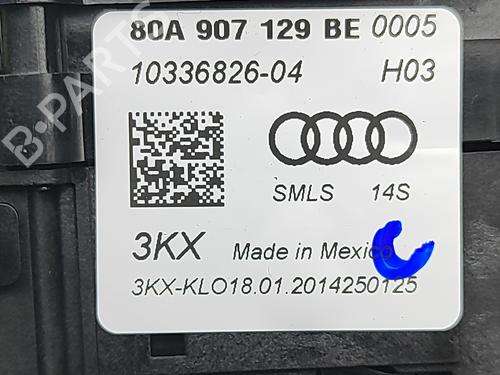 80A 907 129 BE 0005
10336826-04 H03
SMLS 14S
3KX Made in Mexico
3KX-KLO18.01.2014250125
B-PARTS